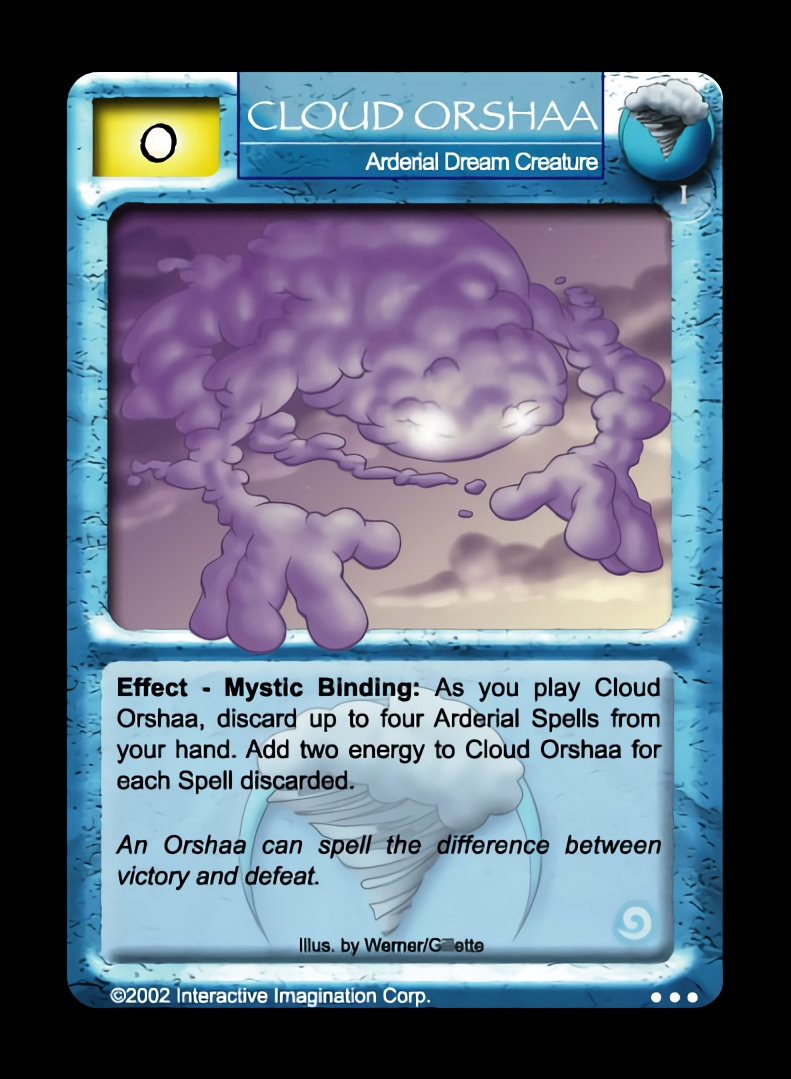 0
CLOUD ORSHAA
Arderial Dream Creature
I
Effect - Mystic Binding: As you play Cloud
Orshaa, discard up to four Arderial Spells from
your hand. Add two energy to Cloud Orshaa for
each Spell discarded.
An Orshaa can spell the difference between
victory and defeat.
Illus. by
©2002 Interactive Imagination Corp.